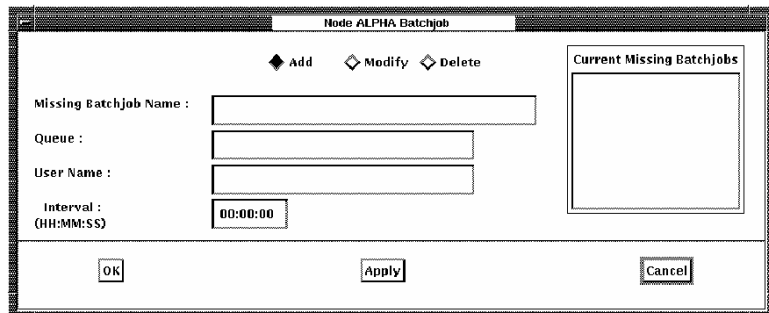 Node ALPHA Batchjob
Add Modify Delete
Current Missing Batchjobs
Missing Batchjob Name :
Queue :
User Name :
Interval : 00:00:00
(HH:MM:SS)
OK Apply Cancel